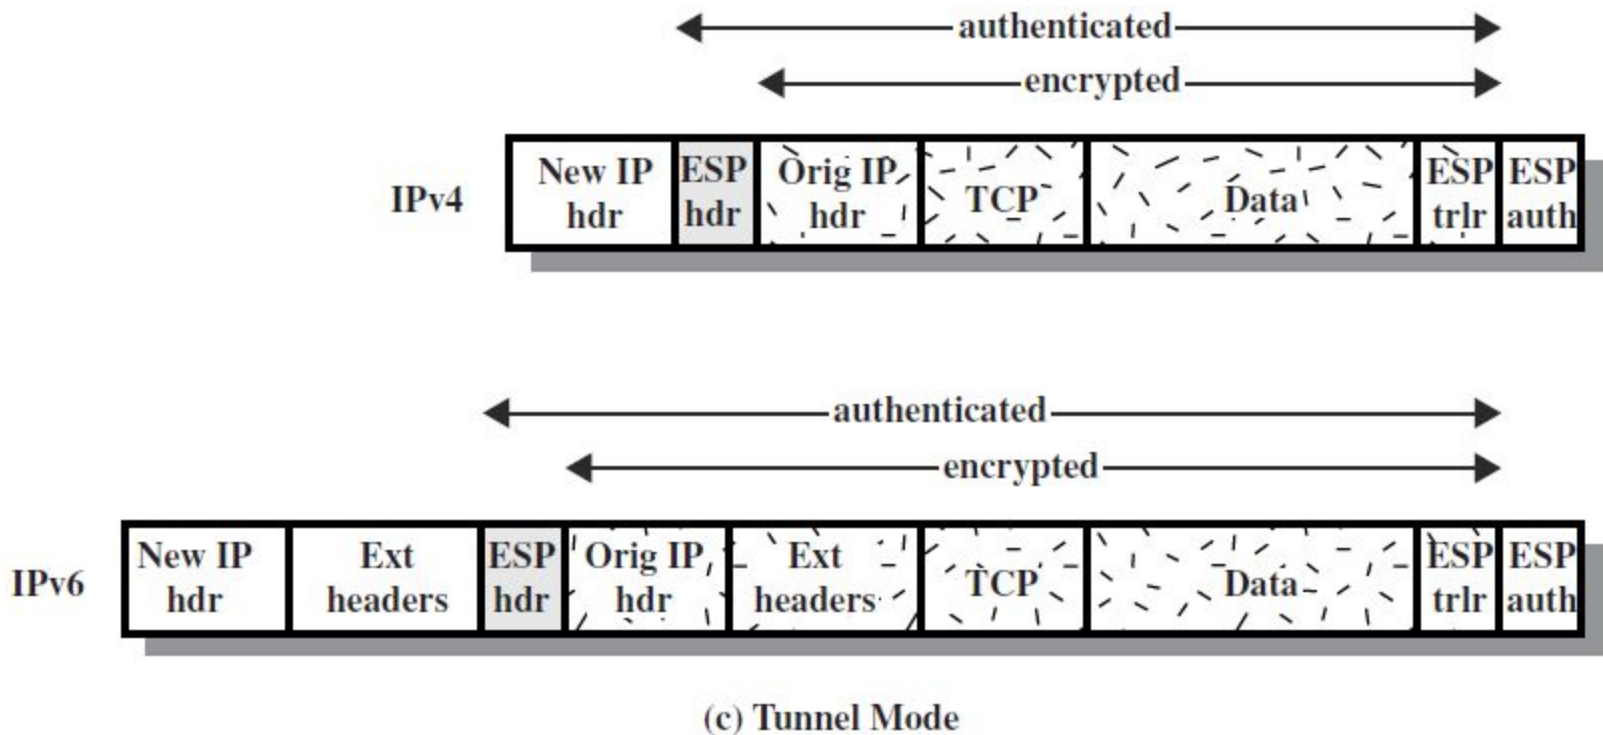 authenticated
encrypted
IPv4
New IP hdr
ESP hdr
Orig IP hdr
TCP
Data
ESP trlr
ESP auth
authenticated
encrypted
IPv6
New IP hdr
Ext headers
ESP hdr
Orig IP hdr
Ext headers
TCP
Data
ESP trlr
ESP auth
(c) Tunnel Mode